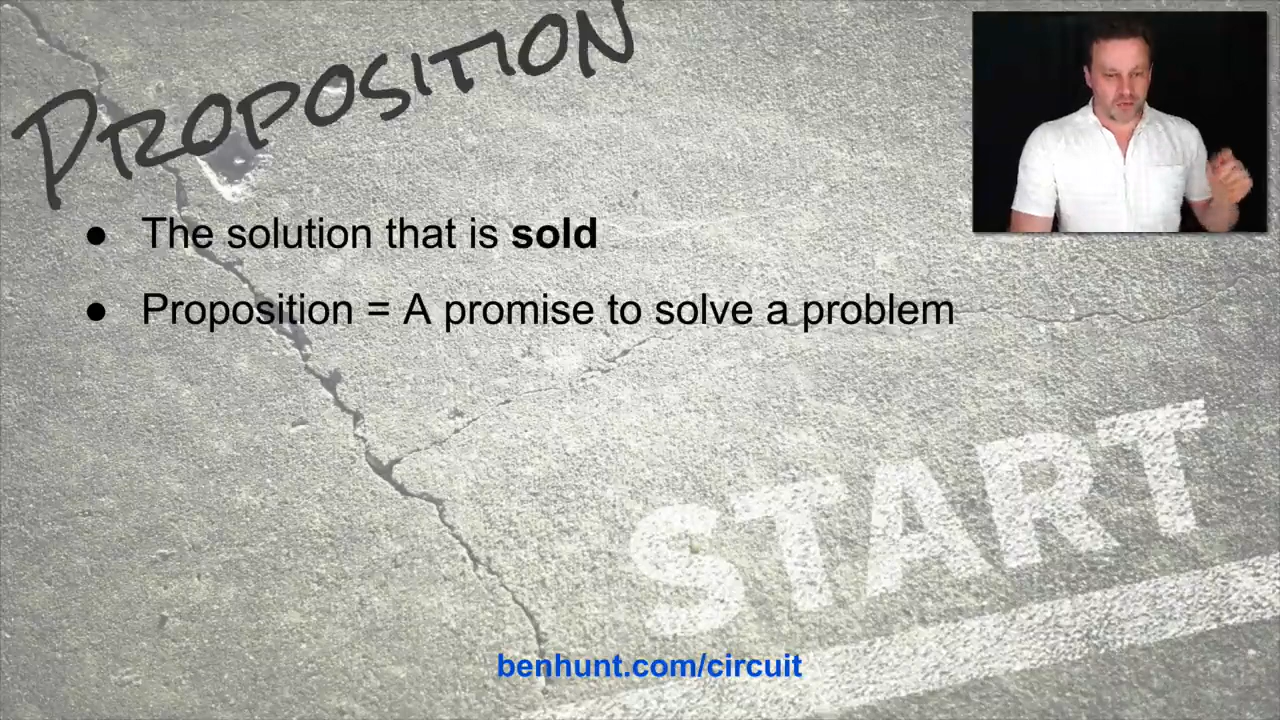 PROPOSITION
● The solution that is sold
● Proposition = A promise to solve a problem
START
benhunt.com/circuit